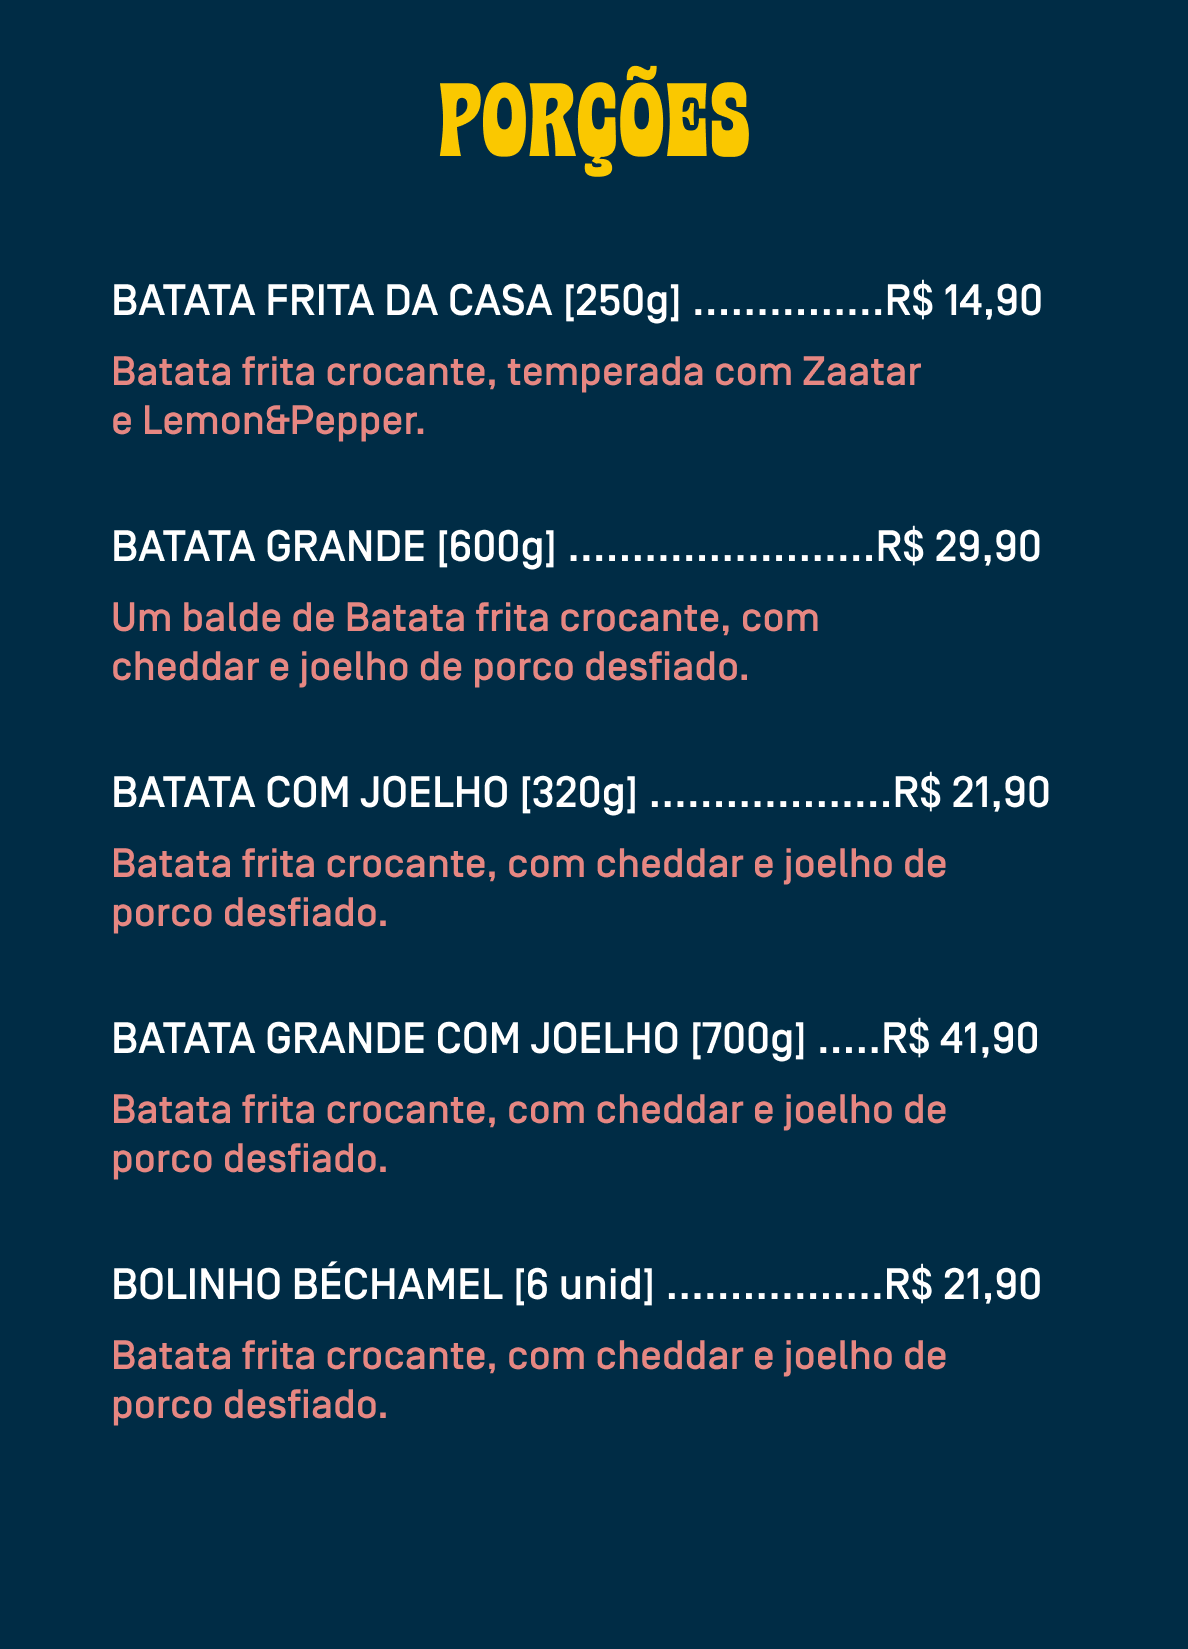 PORÇÕES
BATATA FRITA DA CASA [250g] ...............R$ 14,90
Batata frita crocante, temperada com Zaatar
e Lemon&Pepper.
BATATA GRANDE [600g] ........................R$ 29,90
Um balde de Batata frita crocante, com
cheddar e joelho de porco desfiado.
BATATA COM JOELHO [320g] ...................R$ 21,90
Batata frita crocante, com cheddar e joelho de
porco desfiado.
BATATA GRANDE COM JOELHO [700g] .....R$ 41,90
Batata frita crocante, com cheddar e joelho de
porco desfiado.
BOLINHO BÉCHAMEL [6 unid] .................R$ 21,90
Batata frita crocante, com cheddar e joelho de
porco desfiado.